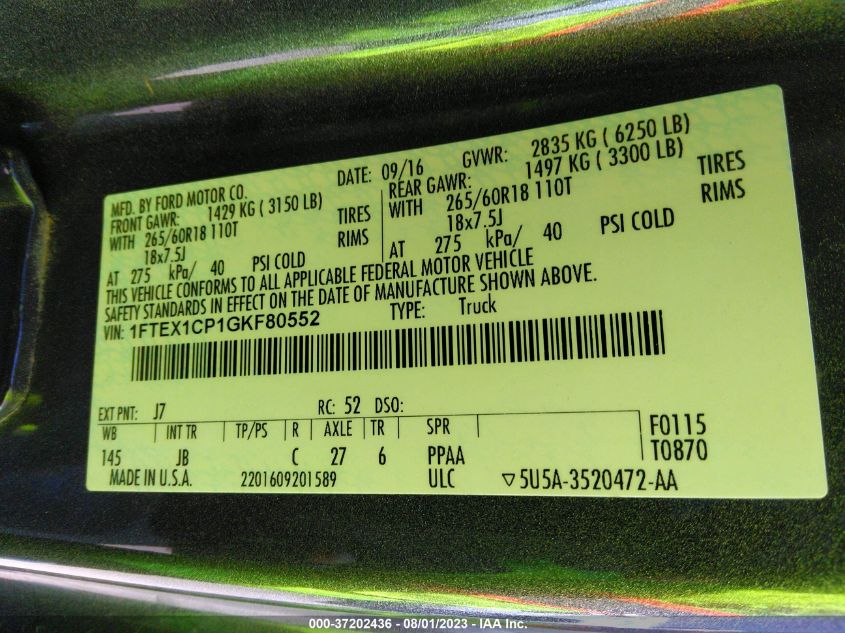 MFD. BY FORD MOTOR CO. DATE: 09/16 GVWR: 2835 KG ( 6250 LB)
FRONT GAWR: 1429 KG ( 3150 LB) REAR GAWR: 1497 KG ( 3300 LB)
WITH 265/60R18 110T TIRES WITH 265/60R18 110T TIRES
18x7.5J RIMS 18x7.5J RIMS
AT 275 kPa/ 40 PSI COLD AT 275 kPa/ 40 PSI COLD
THIS VEHICLE CONFORMS TO ALL APPLICABLE FEDERAL MOTOR VEHICLE
SAFETY STANDARDS IN EFFECT ON THE DATE OF MANUFACTURE SHOWN ABOVE.
VIN: 1FTEX1CP1GKF80552 TYPE: Truck
EXT PNT: J7 RC: 52 DSO:
WB INT TR TP/PS R AXLE TR SPR F0115
145 JB C 27 6 PPAA T0870
MADE IN U.S.A. 2201609201589 ULC ▽5U5A-3520472-AA
000-37202436 - 08/01/2023 - IAA Inc.